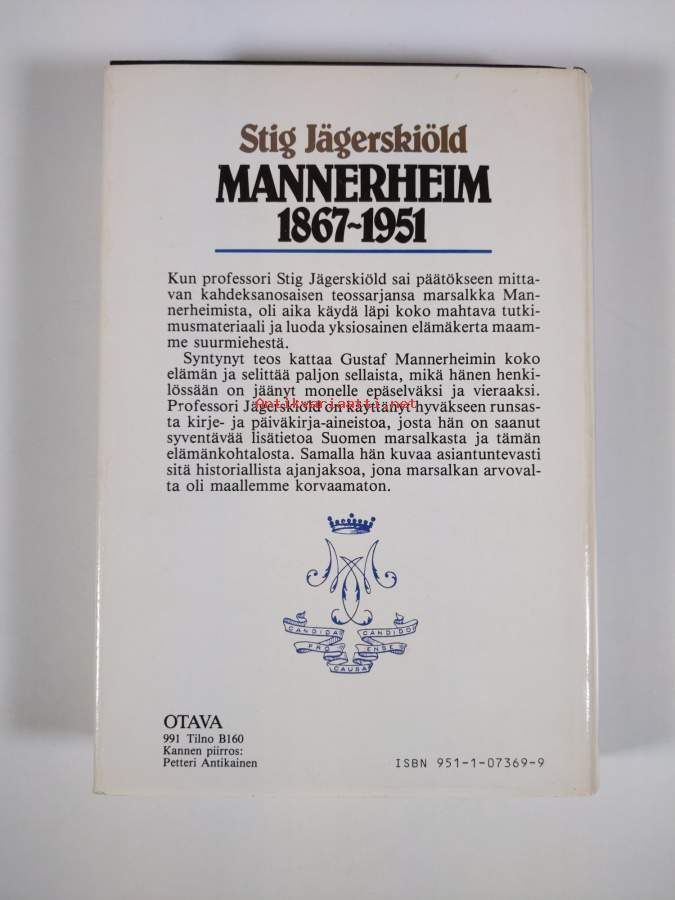 Stig Jägerskiöld
MANNERHEIM
1867~1951
Kun professori Stig Jägerskiöld sai päätökseen mitta-
van kahdeksanosaisen teossarjansa marsalkka Man-
nerheimista, oli aika käydä läpi koko mahtava tutki-
musmateriaali ja luoda yksiosainen elämäkerta maam-
me suurmiehestä.
Syntynyt teos kattaa Gustaf Mannerheimin koko
elämän ja selittää paljon sellaista, mikä hänen henki-
lössään on jäänyt monelle epäselväksi ja vieraaksi.
Antikvariantti.net
Professori Jägerskiöld on käyttänyt hyväkseen runsas-
ta kirje- ja päiväkirja-aineistoa, josta hän on saanut
syventävää lisätietoa Suomen marsalkasta ja tämän
elämänkohtalosta. Samalla hän kuvaa asiantuntevasti
sitä historiallista ajanjaksoa, jona marsalkan arvoval-
ta oli maallemme korvaamaton.
CANDIDA CANDIDO
PRO ENSE
CAUSA
OTAVA
991 Tilno B160
Kannen piirros:
Petteri Antikainen
ISBN 951-1-07369-9